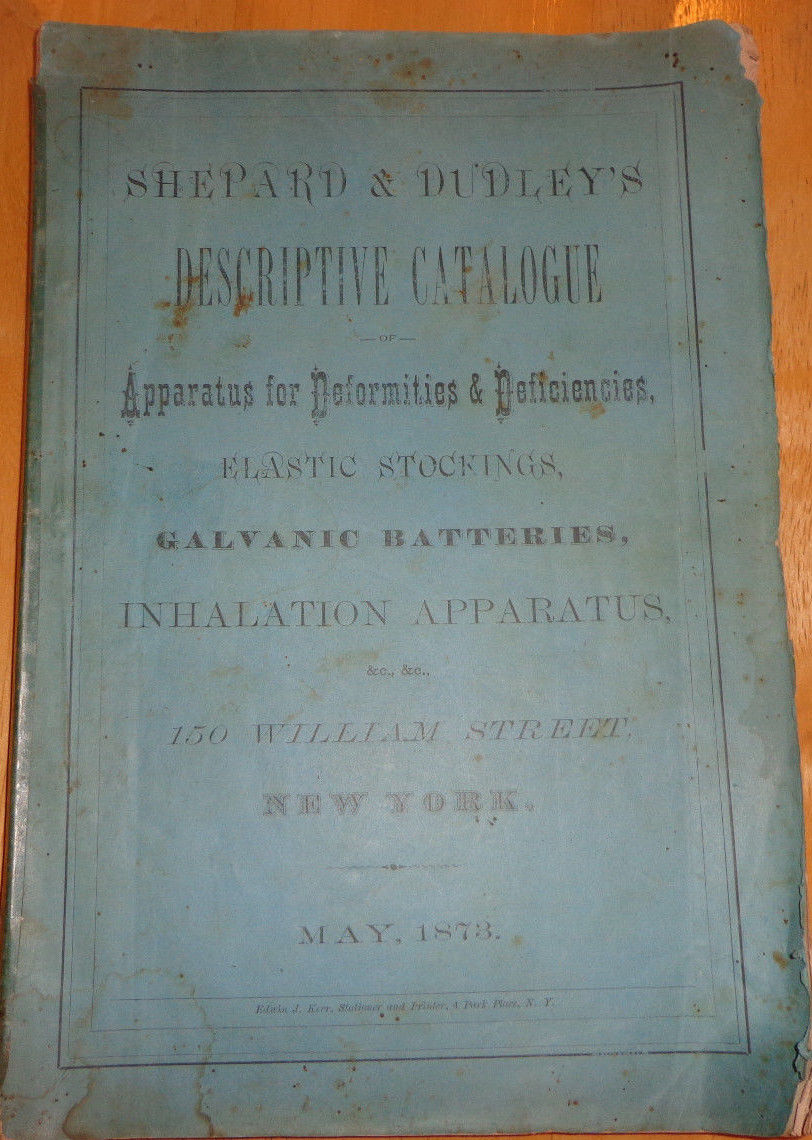 SHEPARD & DUDLEY'S
DESCRIPTIVE CATALOGUE
—OF—
Apparatus for Deformities & Deficiencies,
ELASTIC STOCKINGS,
GALVANIC BATTERIES,
INHALATION APPARATUS,
&c., &c.,
150 WILLIAM STREET,
NEW YORK.
MAY, 1873.
Edwin J. Kerr, Stationer and Printer, 4 Park Place, N. Y.